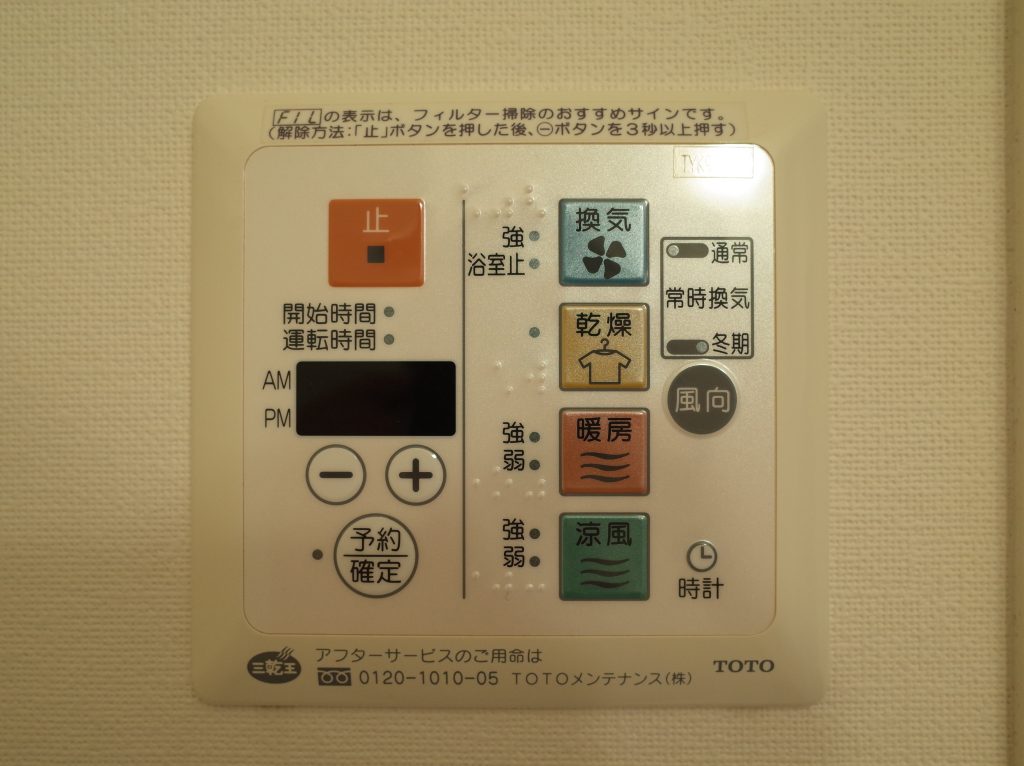 FILの表示は、フィルター掃除のおすすめサインです。
(解除方法:「止」ボタンを押した後、⊖ボタンを3秒以上押す)
止
開始時間
運転時間
AM
PM
予約
確定
換気
強
浴室止
乾燥
暖房
強
弱
涼風
強
弱
通常
常時換気
冬期
風向
時計
三乾王
アフターサービスのご用命は
0120-1010-05 TOTOメンテナンス(株)
TOTO